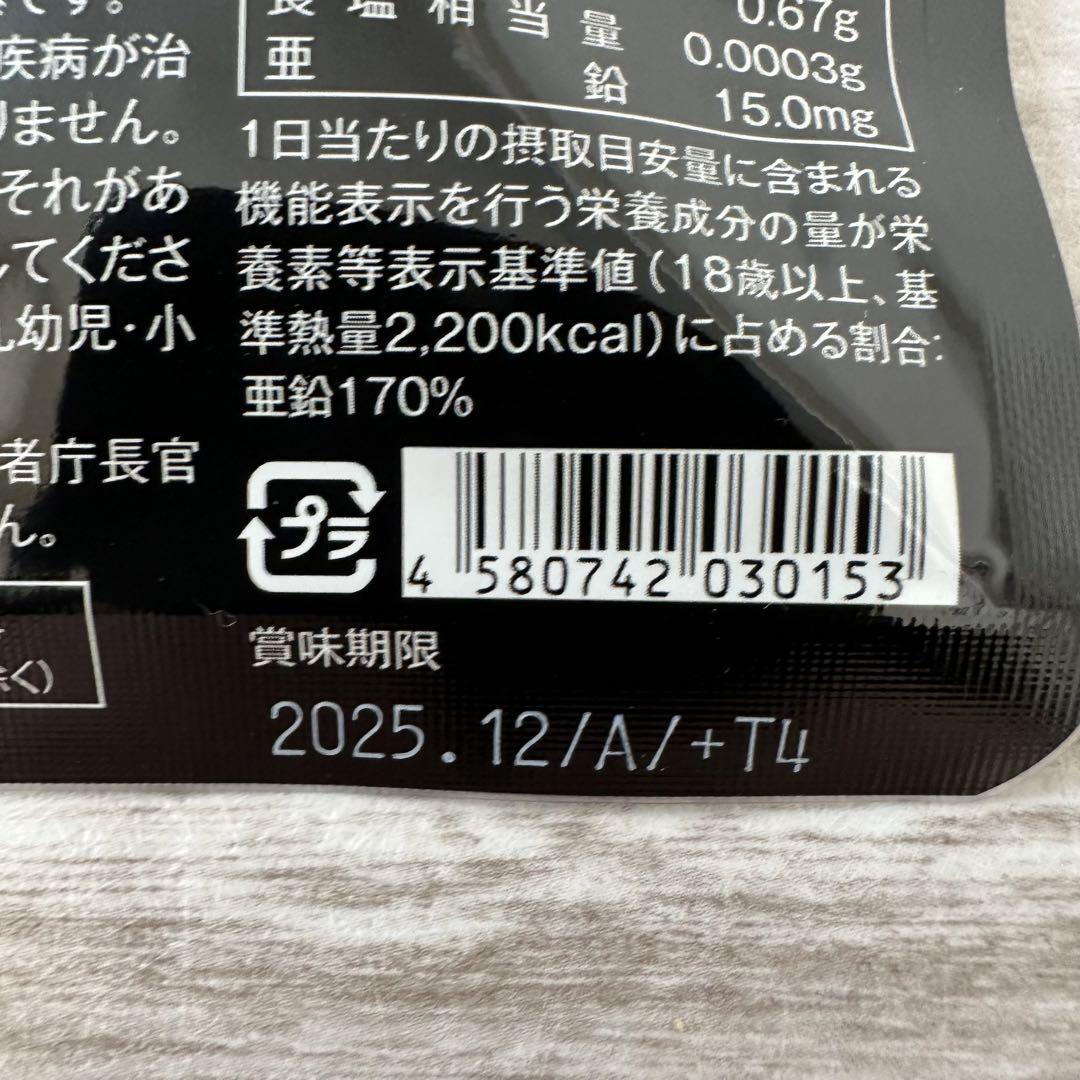 です。
疾病が治
りません。
それがあ
してくださ
乳幼児・小
者庁長官
ん。
く)
0.67g
食塩相当量 0.0003g
亜鉛 15.0mg
1日当たりの摂取目安量に含まれる
機能表示を行う栄養成分の量が栄
養素等表示基準値(18歳以上、基
準熱量2,200kcal)に占める割合:
亜鉛170%
プラ
4 580742 030153
賞味期限
2025.12/A/+T4